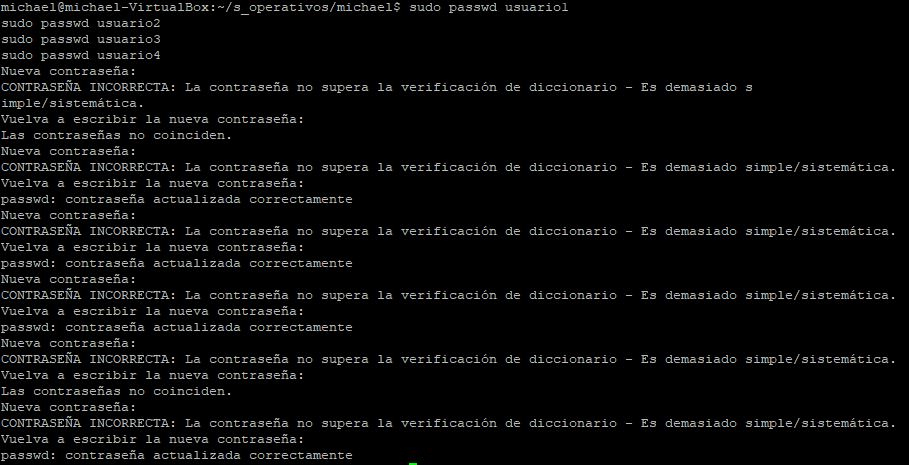 michael@michael-VirtualBox:~/s_operativos/michael$ sudo passwd usuario1
sudo passwd usuario2
sudo passwd usuario3
sudo passwd usuario4
Nueva contraseña:
CONTRASEÑA INCORRECTA: La contraseña no supera la verificación de diccionario - Es demasiado s
imple/sistemática.
Vuelva a escribir la nueva contraseña:
Las contraseñas no coinciden.
Nueva contraseña:
CONTRASEÑA INCORRECTA: La contraseña no supera la verificación de diccionario - Es demasiado simple/sistemática.
Vuelva a escribir la nueva contraseña:
passwd: contraseña actualizada correctamente
Nueva contraseña:
CONTRASEÑA INCORRECTA: La contraseña no supera la verificación de diccionario - Es demasiado simple/sistemática.
Vuelva a escribir la nueva contraseña:
passwd: contraseña actualizada correctamente
Nueva contraseña:
CONTRASEÑA INCORRECTA: La contraseña no supera la verificación de diccionario - Es demasiado simple/sistemática.
Vuelva a escribir la nueva contraseña:
passwd: contraseña actualizada correctamente
Nueva contraseña:
CONTRASEÑA INCORRECTA: La contraseña no supera la verificación de diccionario - Es demasiado simple/sistemática.
Vuelva a escribir la nueva contraseña:
Las contraseñas no coinciden.
Nueva contraseña:
CONTRASEÑA INCORRECTA: La contraseña no supera la verificación de diccionario - Es demasiado simple/sistemática.
Vuelva a escribir la nueva contraseña:
passwd: contraseña actualizada correctamente